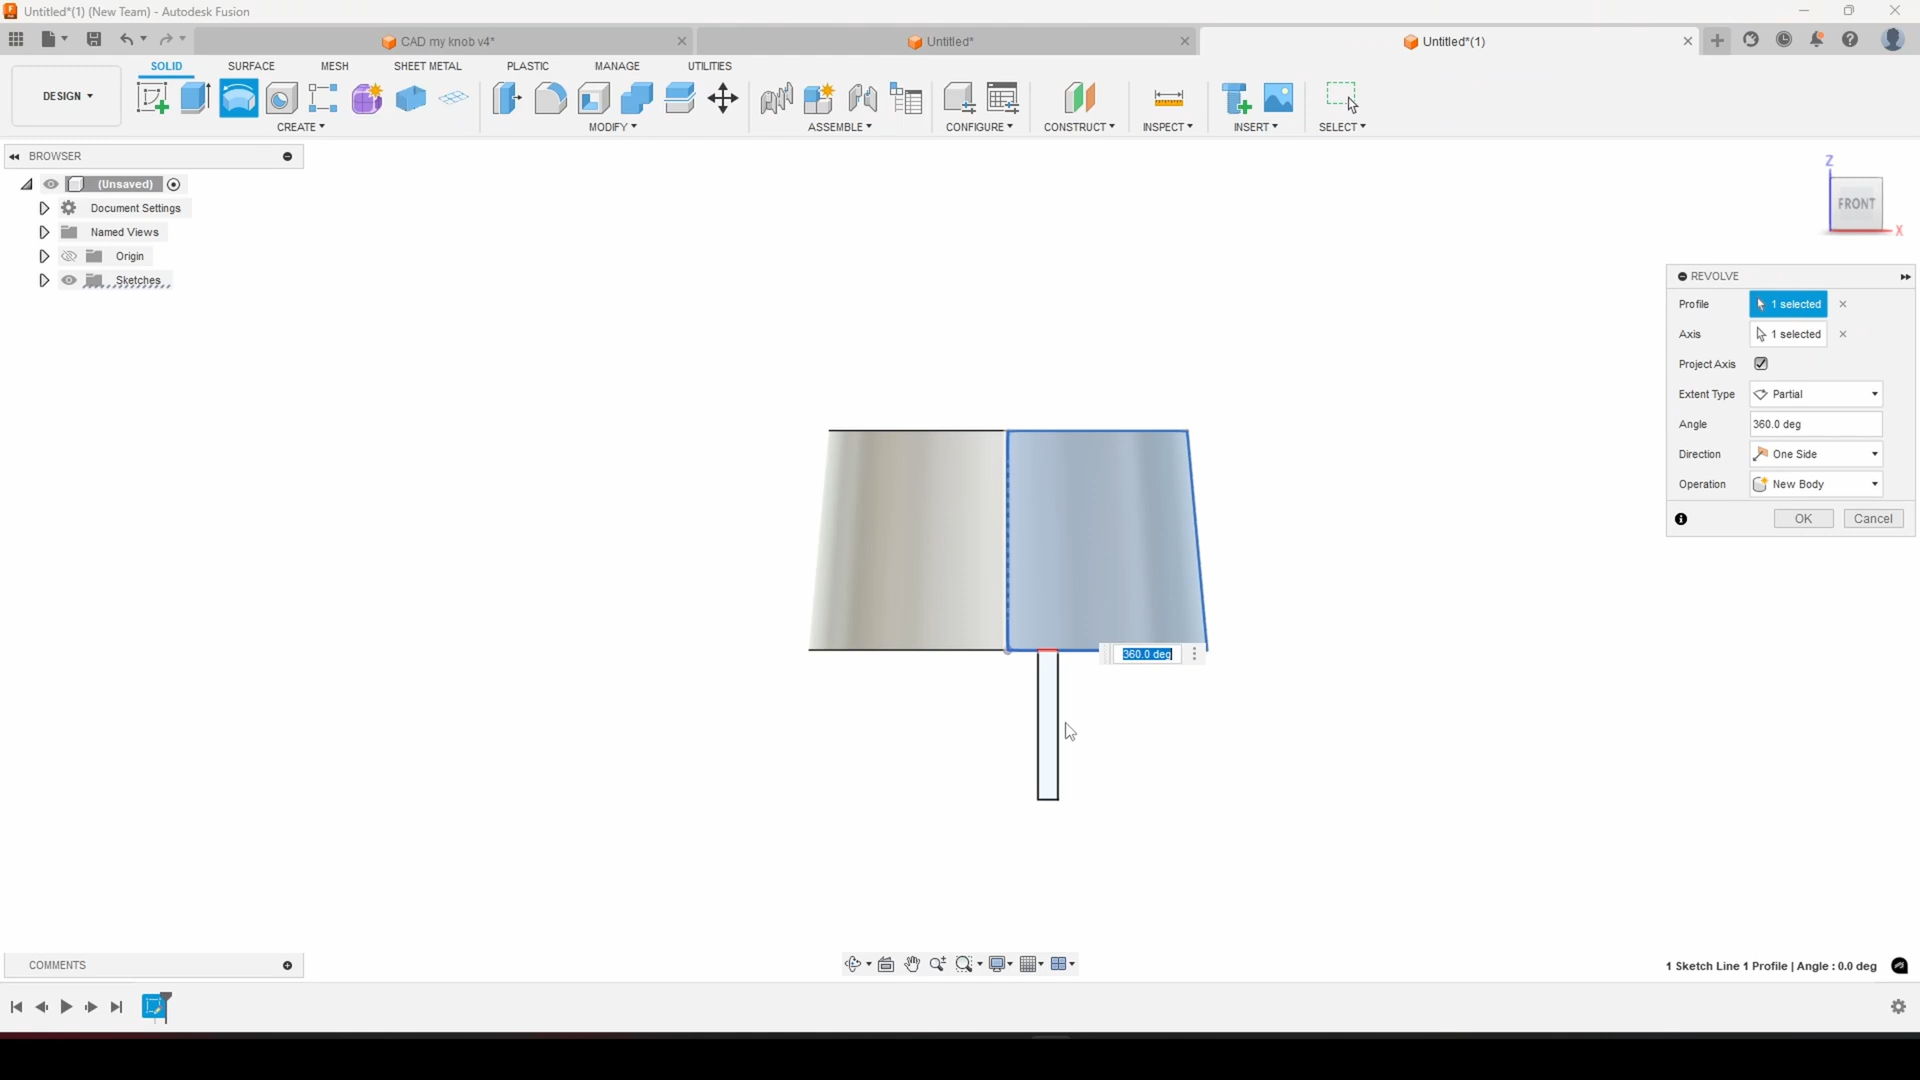 Untitled*(1) (New Team) - Autodesk Fusion
CAD my knob v4*
Untitled*
Untitled*(1)
DESIGN
SOLID
SURFACE
MESH
SHEET METAL
PLASTIC
MANAGE
UTILITIES
CREATE
MODIFY
ASSEMBLE
CONFIGURE
CONSTRUCT
INSPECT
INSERT
SELECT
BROWSER
(Unsaved)
Document Settings
Named Views
Origin
Sketches
Z
FRONT
X
REVOLVE
Profile 1 selected
Axis 1 selected
Project Axis
Extent Type Partial
Angle 360.0 deg
Direction One Side
Operation New Body
OK Cancel
360.0 deg
COMMENTS
1 Sketch Line 1 Profile | Angle : 0.0 deg